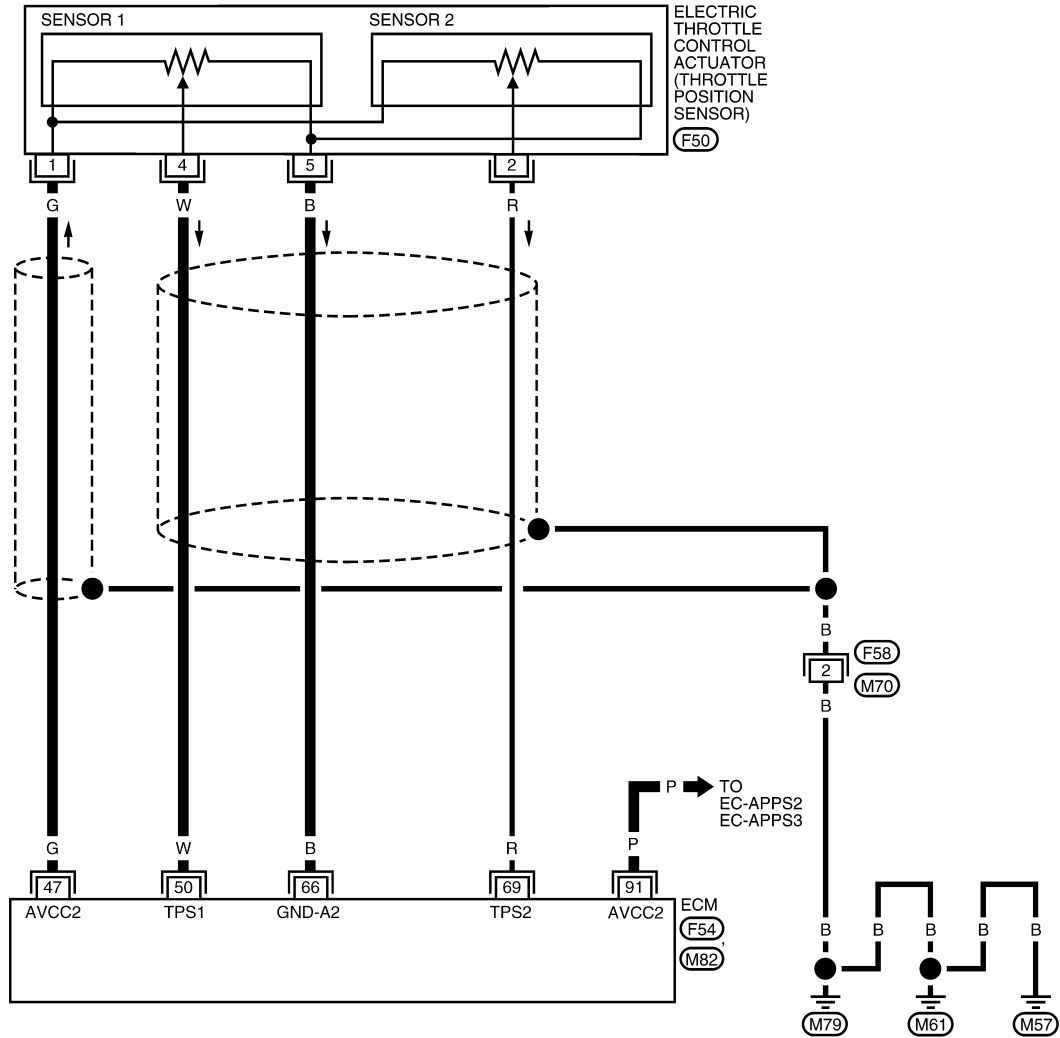 SENSOR 1
SENSOR 2
ELECTRIC
THROTTLE
CONTROL
ACTUATOR
(THROTTLE
POSITION
SENSOR)
F50
1
4
5
2
G
W
B
R
B
F58
2
M70
B
P
TO
EC-APPS2
EC-APPS3
G
W
B
R
P
47
50
66
69
91
AVCC2
TPS1
GND-A2
TPS2
AVCC2
ECM
F54
,
M82
B
B
B
B
B
M79
M61
M57